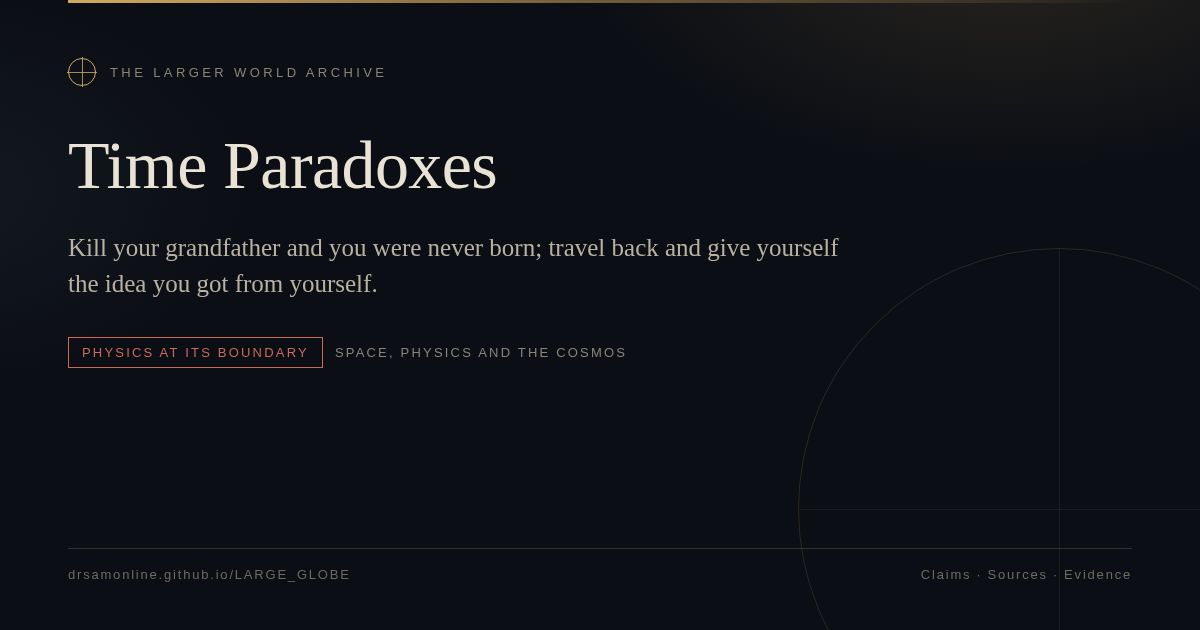 THE LARGER WORLD ARCHIVE
Time Paradoxes
Kill your grandfather and you were never born; travel back and give yourself
the idea you got from yourself.
PHYSICS AT ITS BOUNDARY
SPACE, PHYSICS AND THE COSMOS
drsamonline.github.io/LARGE_GLOBE
Claims · Sources · Evidence